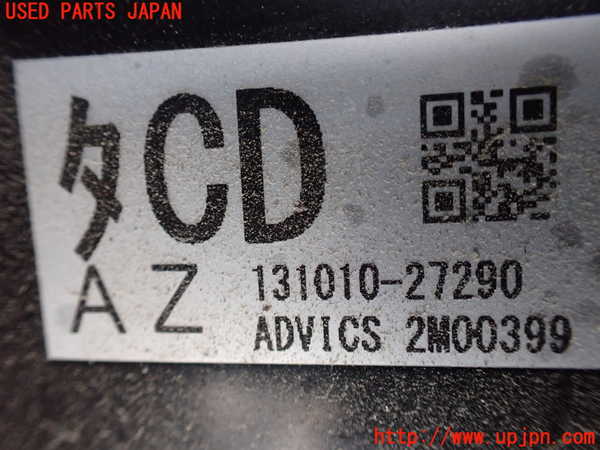 USED PARTS JAPAN
タCD
AZ 131010-27290
ADVICS 2M00399
http://www.upjpn.com/